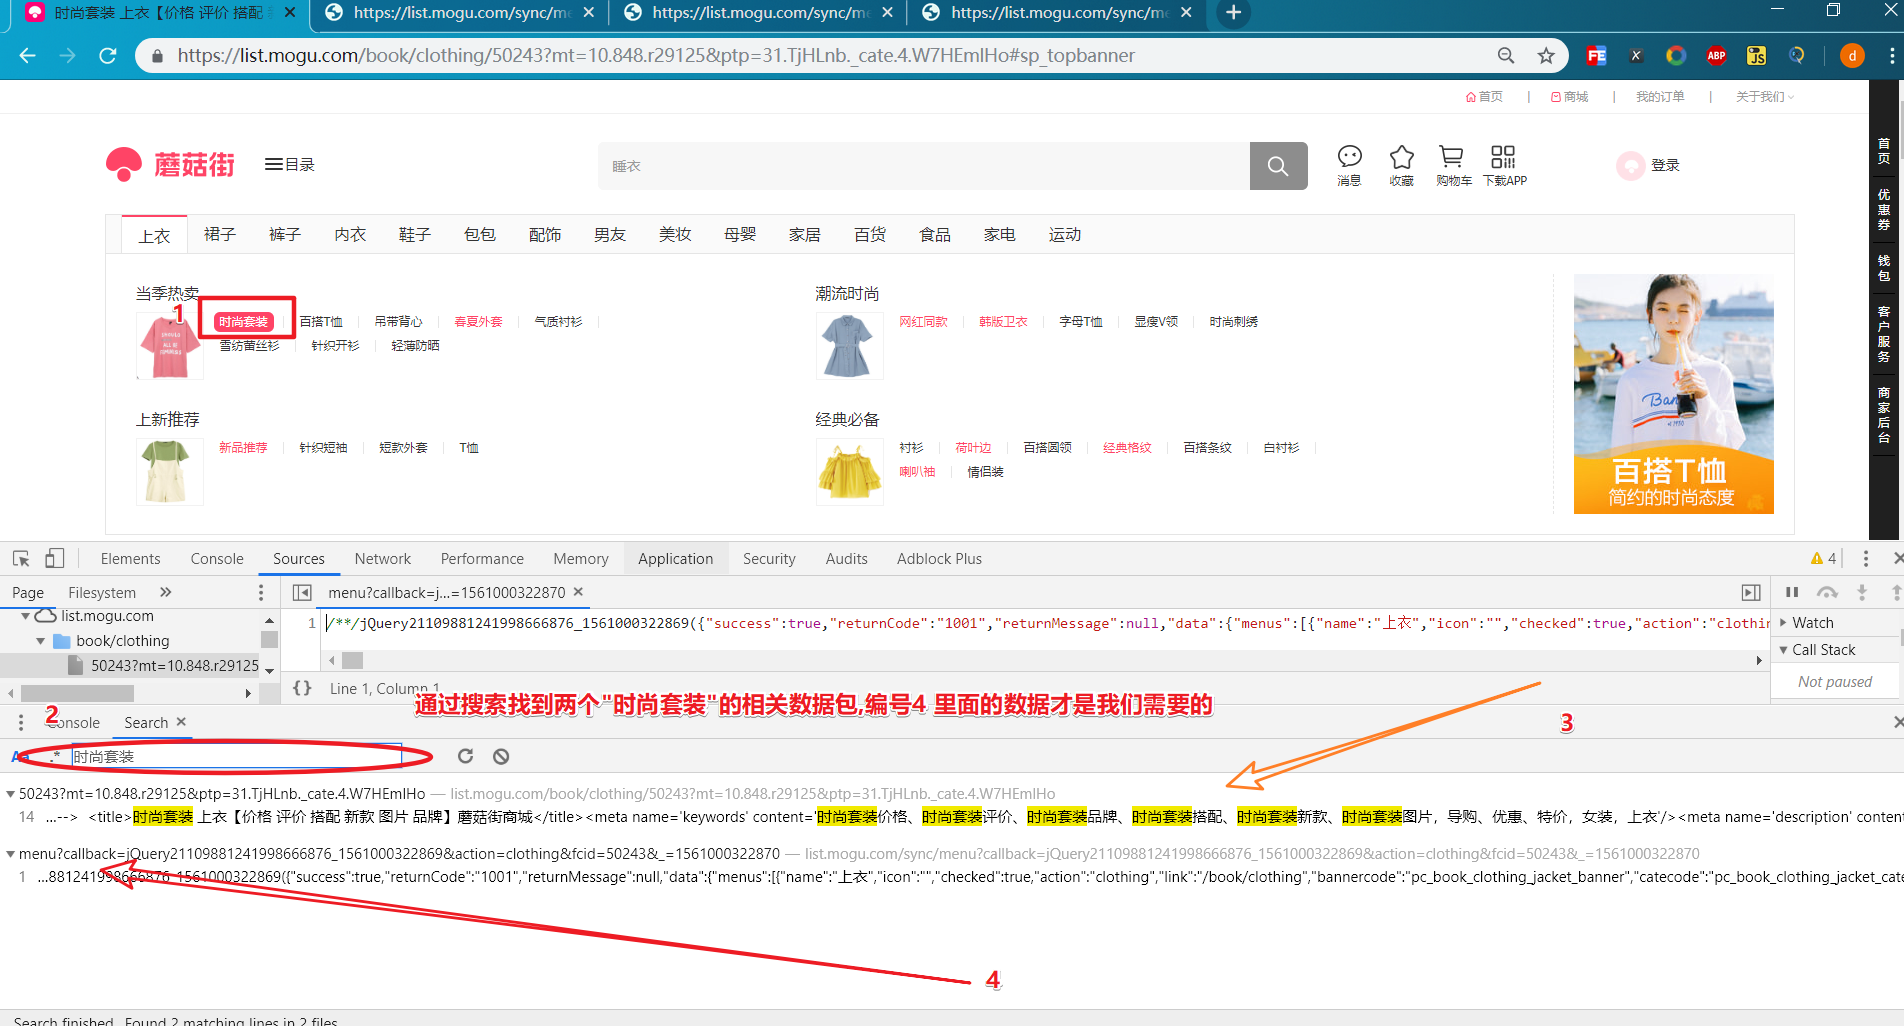 时尚套装 上衣【价格 评价 搭配
https://list.mogu.com/sync/me
https://list.mogu.com/sync/me
https://list.mogu.com/sync/me
https://list.mogu.com/book/clothing/50243?mt=10.848.r29125&ptp=31.TjHLnb._cate.4.W7HEmIHo#sp_topbanner
FE
X
ABP
JS
d
首页 | 商城 | 我的订单 | 关于我们
蘑菇街
目录
睡衣
消息 收藏 购物车 下载APP
登录
首页
优惠券
钱包
客户服务
商家后台
上衣 裙子 裤子 内衣 鞋子 包包 配饰 男友 美妆 母婴 家居 百货 食品 家电 运动
当季热卖
1
时尚套装 百搭T恤 吊带背心 春夏外套 气质衬衫
雪纺蕾丝衫 针织开衫 轻薄防晒
潮流时尚
网红同款 韩版卫衣 字母T恤 显瘦V领 时尚刺绣
上新推荐
新品推荐 针织短袖 短款外套 T恤
经典必备
衬衫 荷叶边 百搭圆领 经典格纹 百搭条纹 白衬衫
喇叭袖 情侣装
百搭T恤
简约的时尚态度
Elements Console Sources Network Performance Memory Application Security Audits Adblock Plus
4
Page Filesystem »
menu?callback=j...=1561000322870
list.mogu.com
book/clothing
50243?mt=10.848.r29125
1 /**/jQuery21109881241998666876_1561000322869({"success":true,"returnCode":"1001","returnMessage":null,"data":{"menus":[{"name":"上衣","icon":"","checked":true,"action":"clothin
Watch
Call Stack
Not paused
{} Line 1, Column 1
通过搜索找到两个"时尚套装"的相关数据包,编号4 里面的数据才是我们需要的
2
3
Console Search
Aa .* 时尚套装
50243?mt=10.848.r29125&ptp=31.TjHLnb._cate.4.W7HEmIHo — list.mogu.com/book/clothing/50243?mt=10.848.r29125&ptp=31.TjHLnb._cate.4.W7HEmIHo
14 ...--> <title>时尚套装 上衣【价格 评价 搭配 新款 图片 品牌】蘑菇街商城</title><meta name='keywords' content='时尚套装价格、时尚套装评价、时尚套装品牌、时尚套装搭配、时尚套装新款、时尚套装图片，导购、优惠、特价，女装，上衣'/><meta name='description' conten
menu?callback=jQuery21109881241998666876_1561000322869&action=clothing&fcid=50243&_=1561000322870 — list.mogu.com/sync/menu?callback=jQuery21109881241998666876_1561000322869&action=clothing&fcid=50243&_=1561000322870
1 ...881241998666876_1561000322869({"success":true,"returnCode":"1001","returnMessage":null,"data":{"menus":[{"name":"上衣","icon":"","checked":true,"action":"clothing","link":"/book/clothing","bannercode":"pc_book_clothing_jacket_banner","catecode":"pc_book_clothing_jacket_cate
4
Search finished. Found 2 matching lines in 2 files.